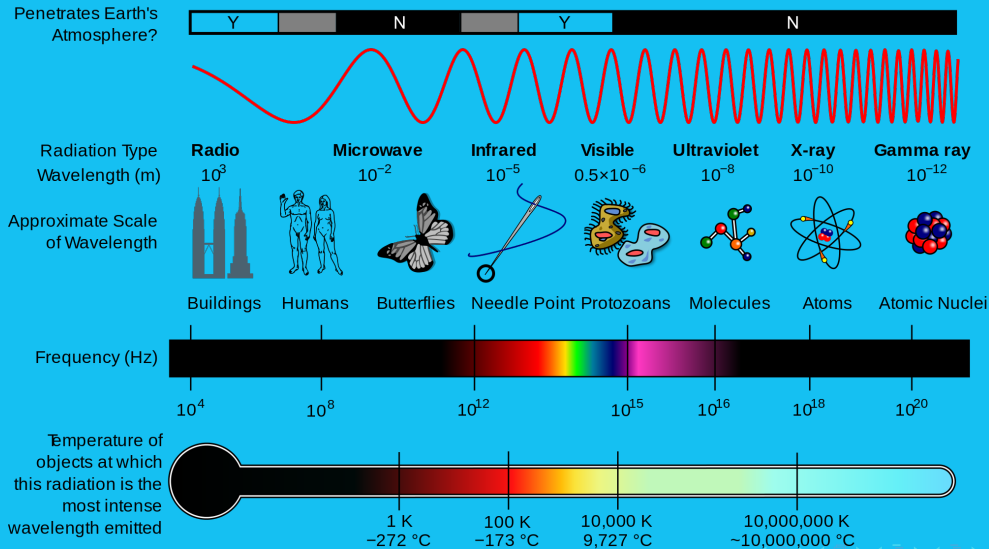 Penetrates Earth's
Atmosphere?
Y N Y N
Radiation Type
Radio Microwave Infrared Visible Ultraviolet X-ray Gamma ray
Wavelength (m)
10³ 10⁻² 10⁻⁵ 0.5×10⁻⁶ 10⁻⁸ 10⁻¹⁰ 10⁻¹²
Approximate Scale
of Wavelength
Buildings Humans Butterflies Needle Point Protozoans Molecules Atoms Atomic Nuclei
Frequency (Hz)
10⁴ 10⁸ 10¹² 10¹⁵ 10¹⁶ 10¹⁸ 10²⁰
Temperature of
objects at which
this radiation is the
most intense
wavelength emitted
1 K 100 K 10,000 K 10,000,000 K
−272 °C −173 °C 9,727 °C ~10,000,000 °C